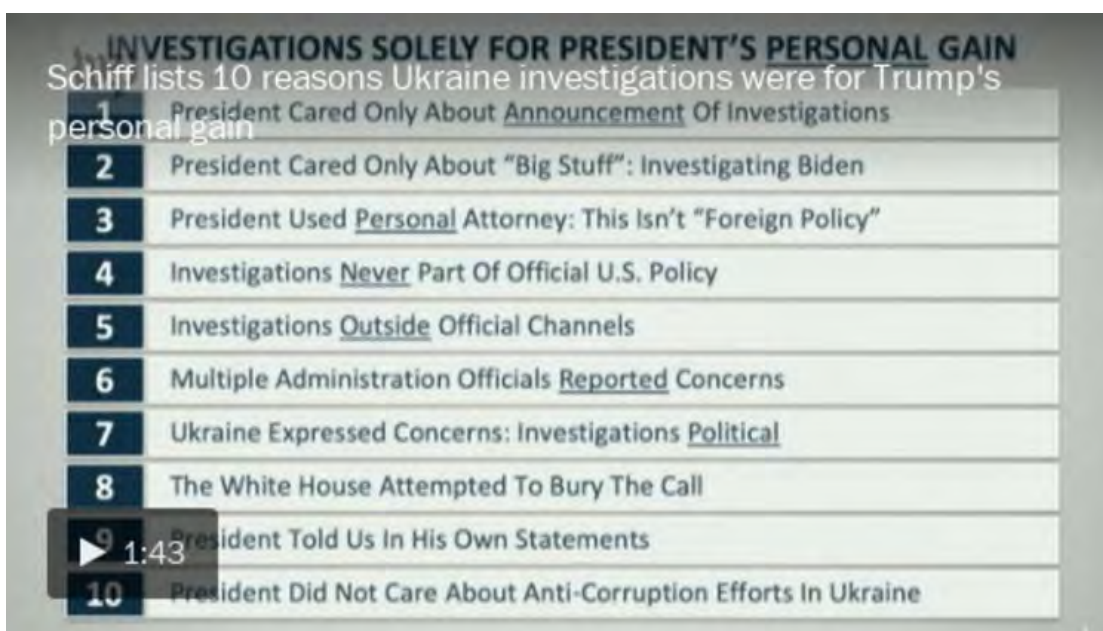 INVESTIGATIONS SOLELY FOR PRESIDENT'S PERSONAL GAIN
Schiff lists 10 reasons Ukraine investigations were for Trump's
personal gain
1 President Cared Only About Announcement Of Investigations
2 President Cared Only About "Big Stuff": Investigating Biden
3 President Used Personal Attorney: This Isn't "Foreign Policy"
4 Investigations Never Part Of Official U.S. Policy
5 Investigations Outside Official Channels
6 Multiple Administration Officials Reported Concerns
7 Ukraine Expressed Concerns: Investigations Political
8 The White House Attempted To Bury The Call
9 President Told Us In His Own Statements
1:43
10 President Did Not Care About Anti-Corruption Efforts In Ukraine